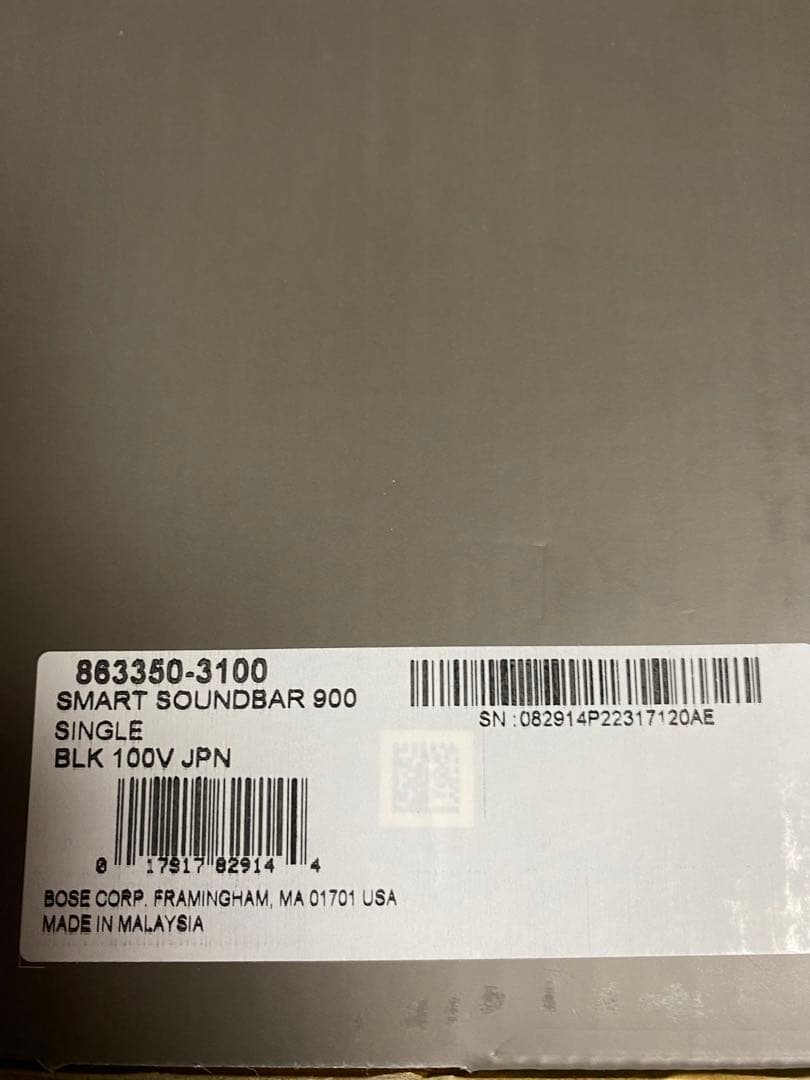 863350-3100
SMART SOUNDBAR 900
SINGLE
BLK 100V JPN
0 17817 82914 4
BOSE CORP. FRAMINGHAM, MA 01701 USA
MADE IN MALAYSIA
SN :082914P22317120AE